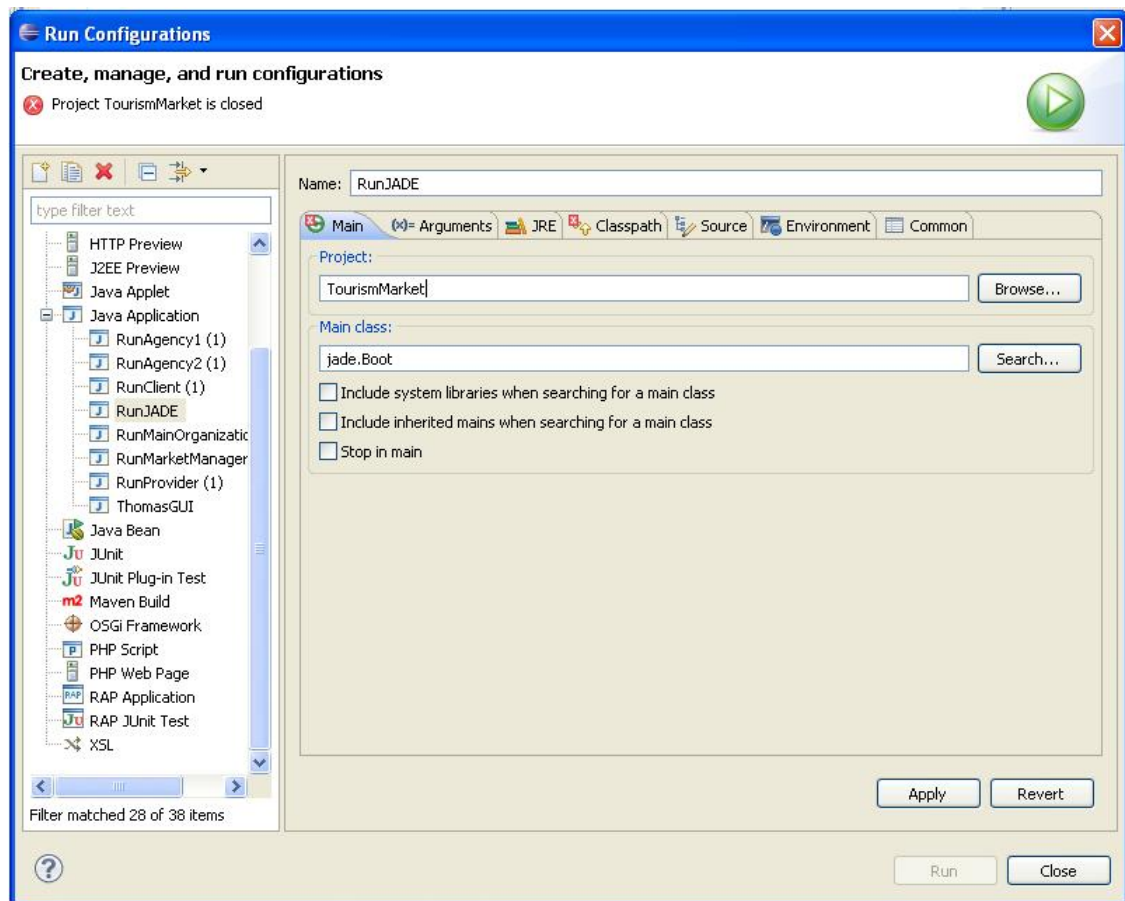 Run Configurations
Create, manage, and run configurations
Project TourismMarket is closed
type filter text
HTTP Preview
J2EE Preview
Java Applet
Java Application
RunAgency1 (1)
RunAgency2 (1)
RunClient (1)
RunJADE
RunMainOrganizatic
RunMarketManager
RunProvider (1)
ThomasGUI
Java Bean
Ju JUnit
JUnit Plug-in Test
m2 Maven Build
OSGi Framework
PHP Script
PHP Web Page
RAP Application
RAP JUnit Test
XSL
Filter matched 28 of 38 items
Name: RunJADE
Main (x)= Arguments JRE Classpath Source Environment Common
Project:
TourismMarket Browse...
Main class:
jade.Boot Search...
Include system libraries when searching for a main class
Include inherited mains when searching for a main class
Stop in main
Apply Revert
? Run Close